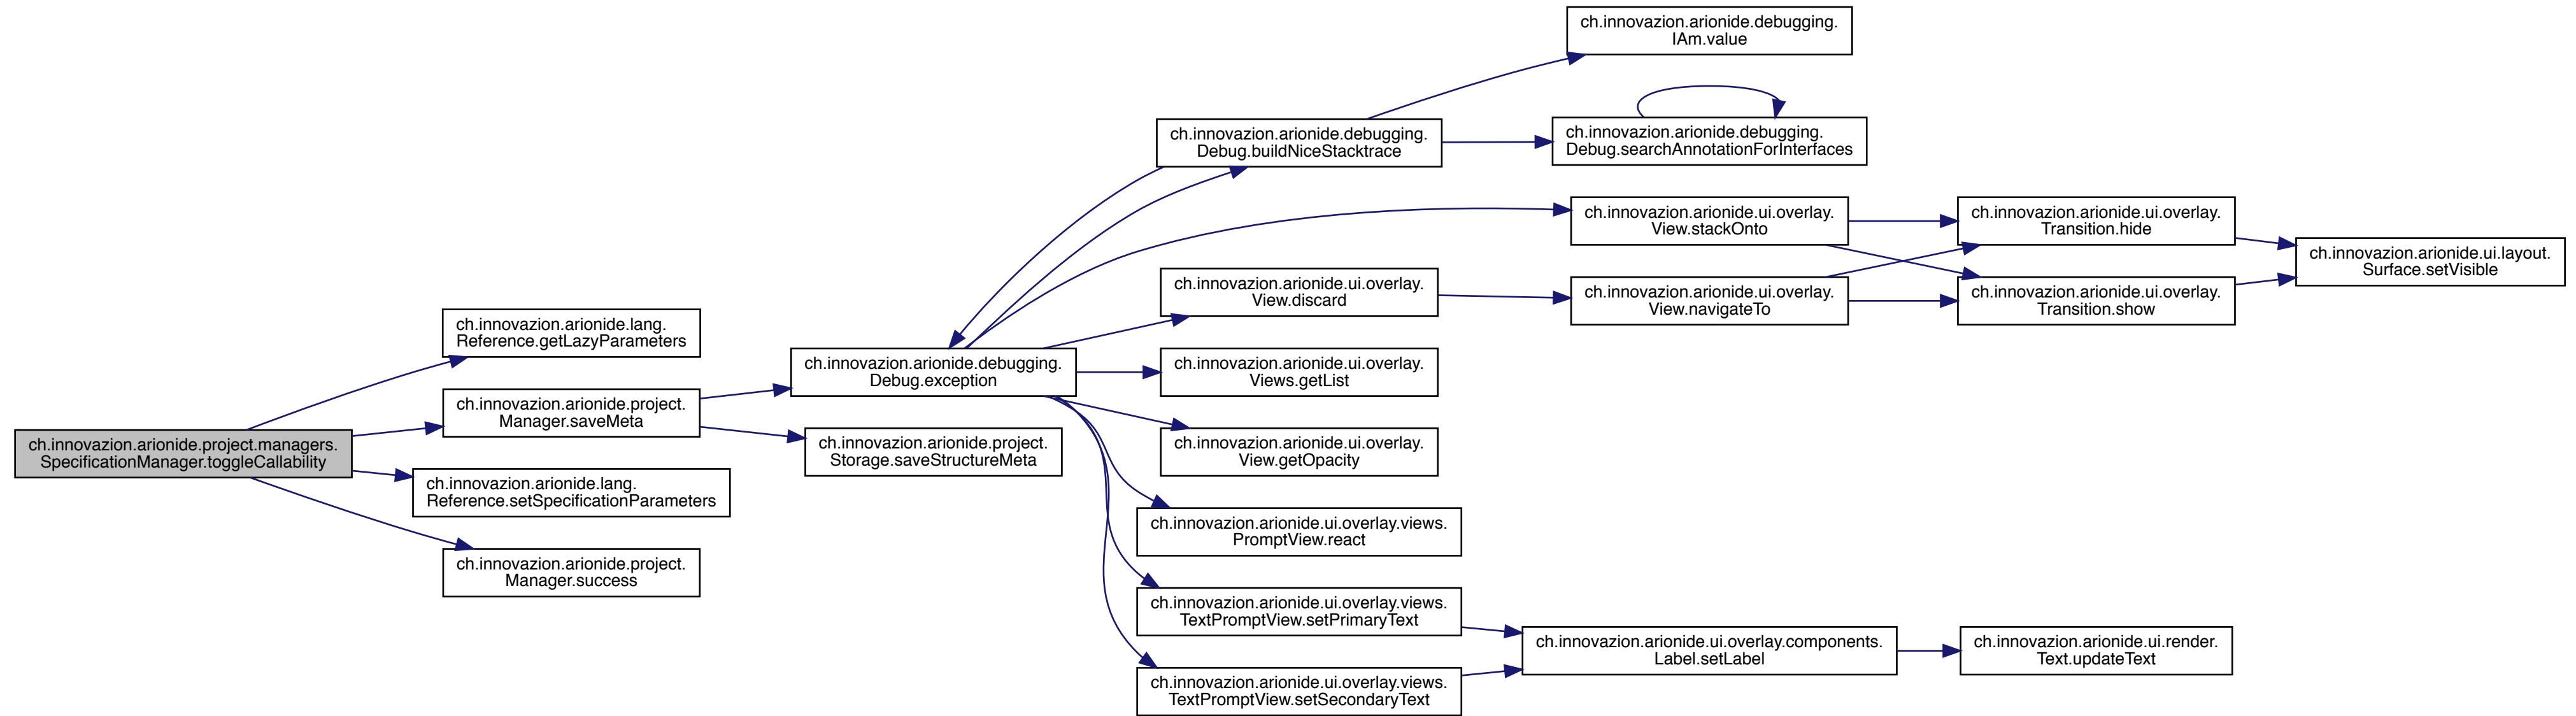 ch.innovazion.arionide.project.managers.
SpecificationManager.toggleCallability
ch.innovazion.arionide.lang.
Reference.getLazyParameters
ch.innovazion.arionide.project.
Manager.saveMeta
ch.innovazion.arionide.lang.
Reference.setSpecificationParameters
ch.innovazion.arionide.project.
Manager.success
ch.innovazion.arionide.debugging.
Debug.exception
ch.innovazion.arionide.project.
Storage.saveStructureMeta
ch.innovazion.arionide.debugging.
Debug.buildNiceStacktrace
ch.innovazion.arionide.ui.overlay.
View.discard
ch.innovazion.arionide.ui.overlay.
Views.getList
ch.innovazion.arionide.ui.overlay.
View.getOpacity
ch.innovazion.arionide.ui.overlay.views.
PromptView.react
ch.innovazion.arionide.ui.overlay.views.
TextPromptView.setPrimaryText
ch.innovazion.arionide.ui.overlay.views.
TextPromptView.setSecondaryText
ch.innovazion.arionide.debugging.
IAm.value
ch.innovazion.arionide.debugging.
Debug.searchAnnotationForInterfaces
ch.innovazion.arionide.ui.overlay.
View.stackOnto
ch.innovazion.arionide.ui.overlay.
View.navigateTo
ch.innovazion.arionide.ui.overlay.components.
Label.setLabel
ch.innovazion.arionide.ui.overlay.
Transition.hide
ch.innovazion.arionide.ui.overlay.
Transition.show
ch.innovazion.arionide.ui.render.
Text.updateText
ch.innovazion.arionide.ui.layout.
Surface.setVisible